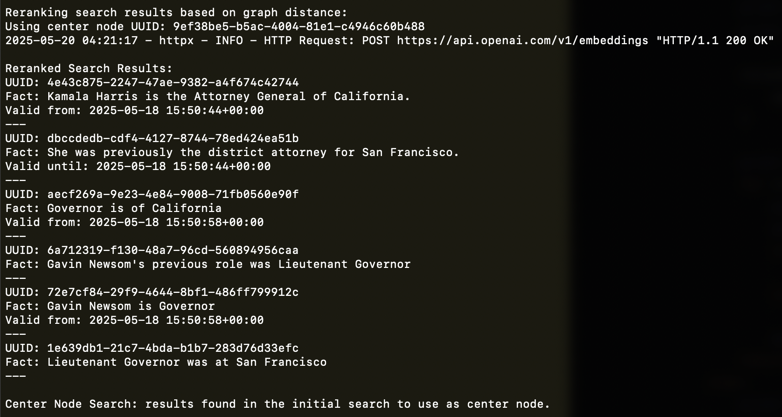 Reranking search results based on graph distance:
Using center node UUID: 9ef38be5-b5ac-4004-81e1-c4946c60b488
2025-05-20 04:21:17 - httpx - INFO - HTTP Request: POST https://api.openai.com/v1/embeddings "HTTP/1.1 200 OK"
Reranked Search Results:
UUID: 4e43c875-2247-47ae-9382-a4f674c42744
Fact: Kamala Harris is the Attorney General of California.
Valid from: 2025-05-18 15:50:44+00:00
---
UUID: dbccdedb-cdf4-4127-8744-78ed424ea51b
Fact: She was previously the district attorney for San Francisco.
Valid until: 2025-05-18 15:50:44+00:00
---
UUID: aecf269a-9e23-4e84-9008-71fb0560e90f
Fact: Governor is of California
Valid from: 2025-05-18 15:50:58+00:00
---
UUID: 6a712319-f130-48a7-96cd-560894956caa
Fact: Gavin Newsom's previous role was Lieutenant Governor
---
UUID: 72e7cf84-29f9-4644-8bf1-486ff799912c
Fact: Gavin Newsom is Governor
Valid from: 2025-05-18 15:50:58+00:00
---
UUID: 1e639db1-21c7-4bda-b1b7-283d76d33efc
Fact: Lieutenant Governor was at San Francisco
---
Center Node Search: results found in the initial search to use as center node.